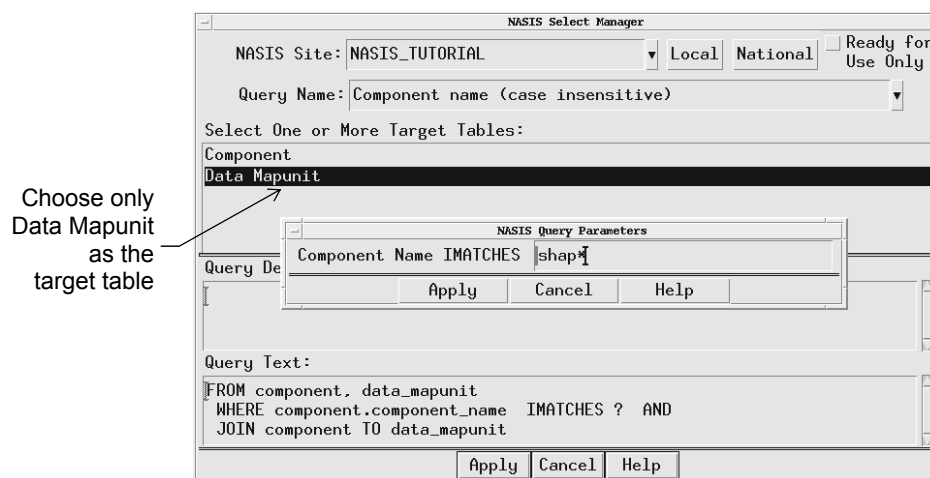 NASIS Select Manager
NASIS Site: NASIS_TUTORIAL Local National Ready for
Use Only
Query Name: Component name (case insensitive)
Select One or More Target Tables:
Component
Data Mapunit
Choose only
Data Mapunit
as the
target table
NASIS Query Parameters
Component Name IMATCHES shap*
Apply Cancel Help
Query De
Query Text:
FROM component, data_mapunit
WHERE component.component_name IMATCHES ? AND
JOIN component TO data_mapunit
Apply Cancel Help